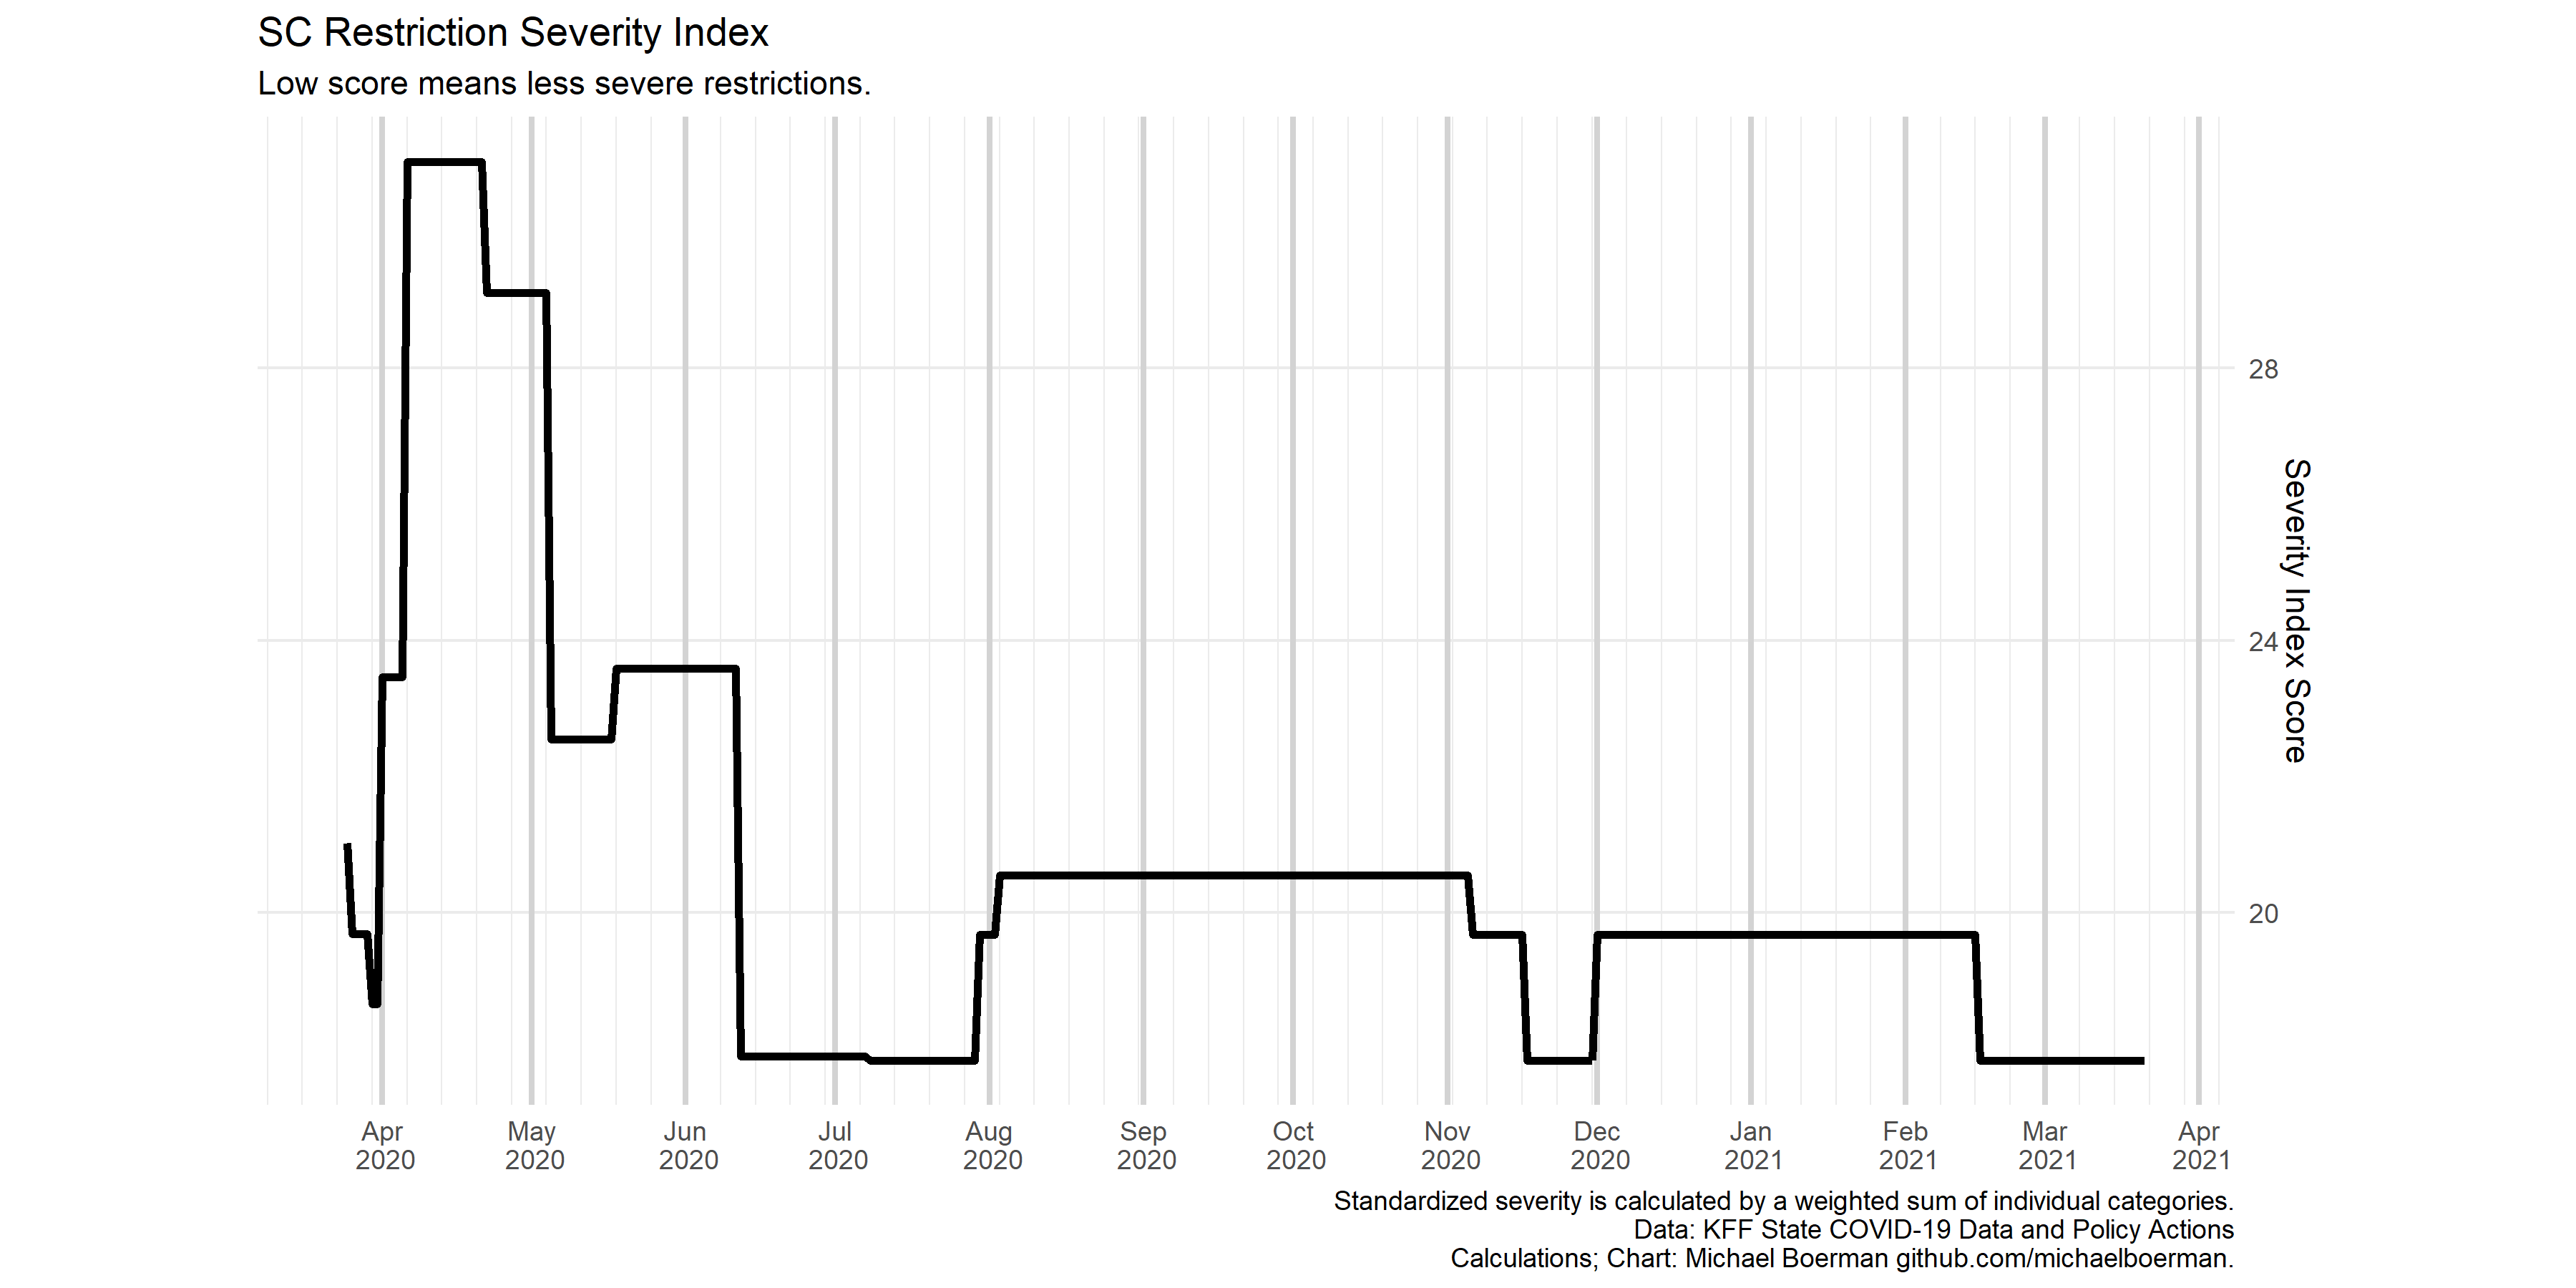 SC Restriction Severity Index
Low score means less severe restrictions.
28
24
20
Severity Index Score
Apr 2020
May 2020
Jun 2020
Jul 2020
Aug 2020
Sep 2020
Oct 2020
Nov 2020
Dec 2020
Jan 2021
Feb 2021
Mar 2021
Apr 2021
Standardized severity is calculated by a weighted sum of individual categories.
Data: KFF State COVID-19 Data and Policy Actions
Calculations; Chart: Michael Boerman github.com/michaelboerman.